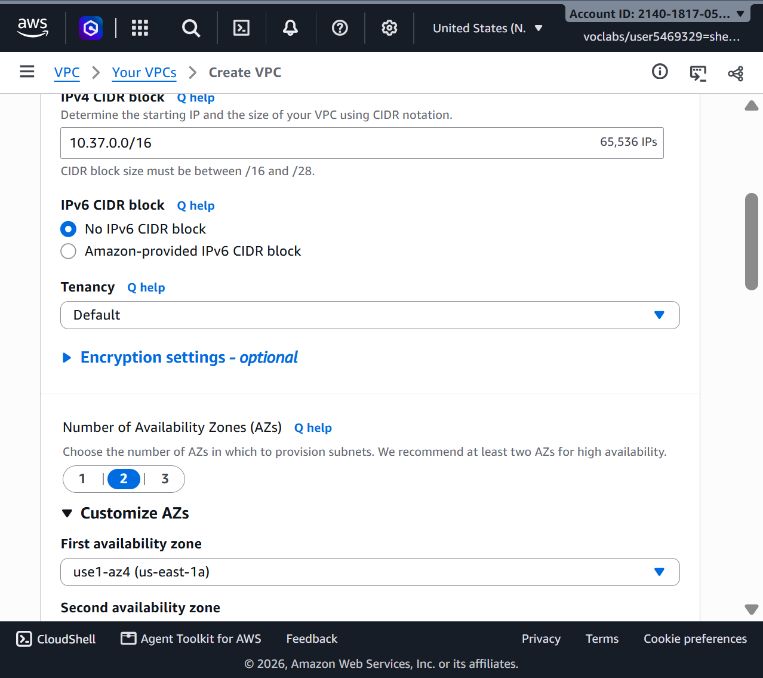 aws
United States (N.
Account ID: 2140-1817-05...
voclabs/user5469329=she...
VPC
Your VPCs
Create VPC
IPv4 CIDR block Q help
Determine the starting IP and the size of your VPC using CIDR notation.
10.37.0.0/16 65,536 IPs
CIDR block size must be between /16 and /28.
IPv6 CIDR block Q help
No IPv6 CIDR block
Amazon-provided IPv6 CIDR block
Tenancy Q help
Default
Encryption settings - optional
Number of Availability Zones (AZs) Q help
Choose the number of AZs in which to provision subnets. We recommend at least two AZs for high availability.
1 | 2 | 3
Customize AZs
First availability zone
use1-az4 (us-east-1a)
Second availability zone
CloudShell Agent Toolkit for AWS Feedback Privacy Terms Cookie preferences
© 2026, Amazon Web Services, Inc. or its affiliates.